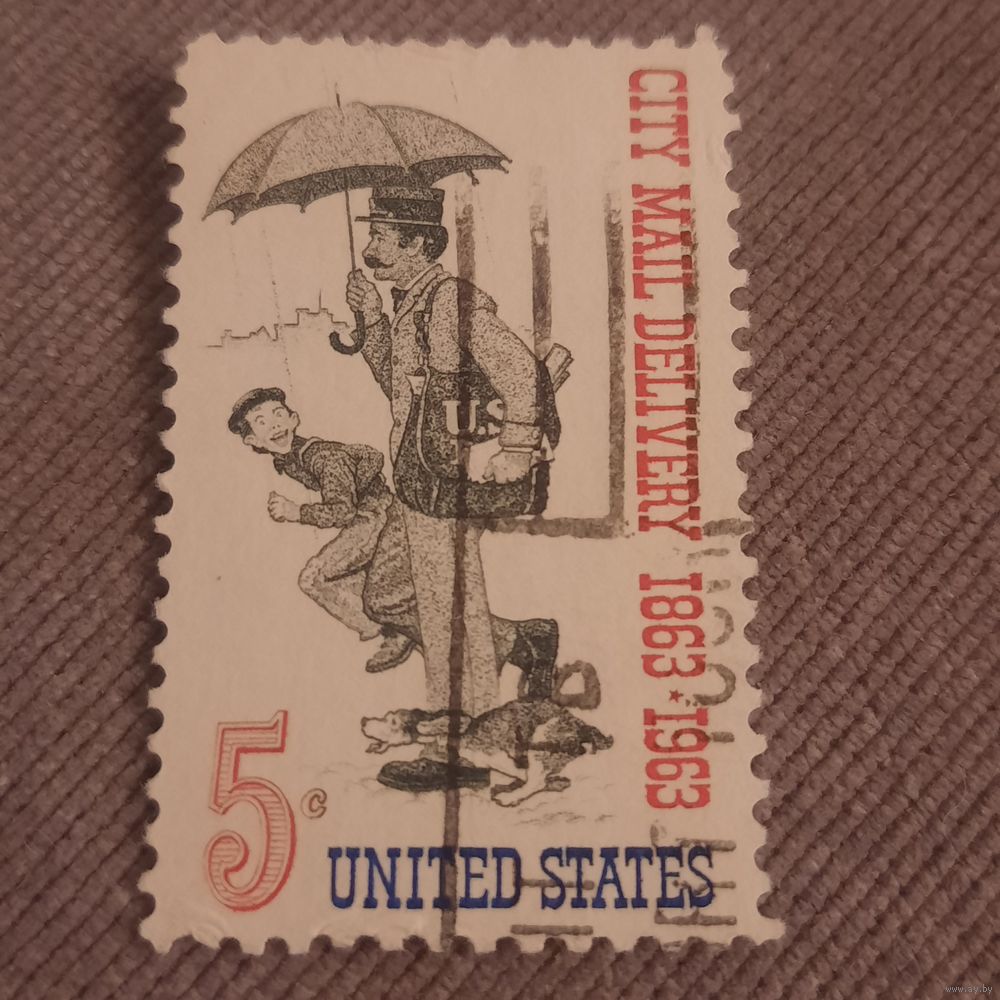 CITY MAIL DELIVERY 1863 ★ 1963
U.S
5c
UNITED STATES
www.ay.by